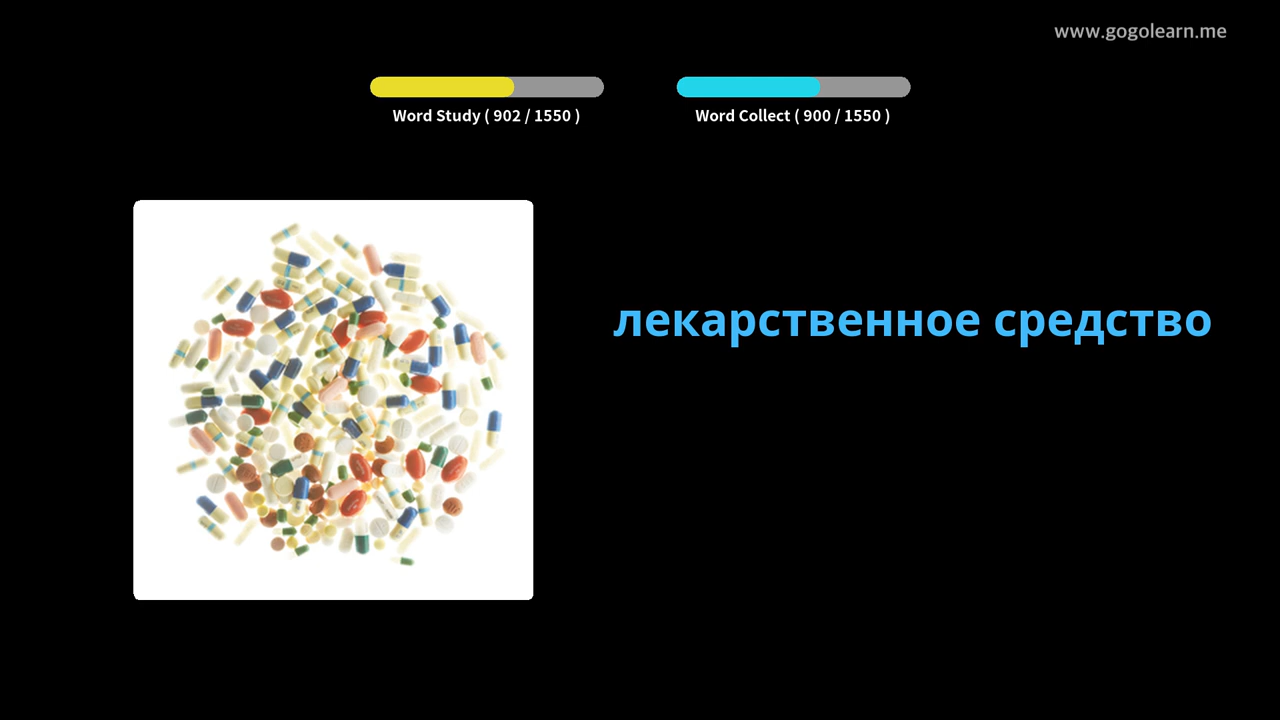 www.gogolearn.me
Word Study ( 902 / 1550 )
Word Collect ( 900 / 1550 )
лекарственное средство